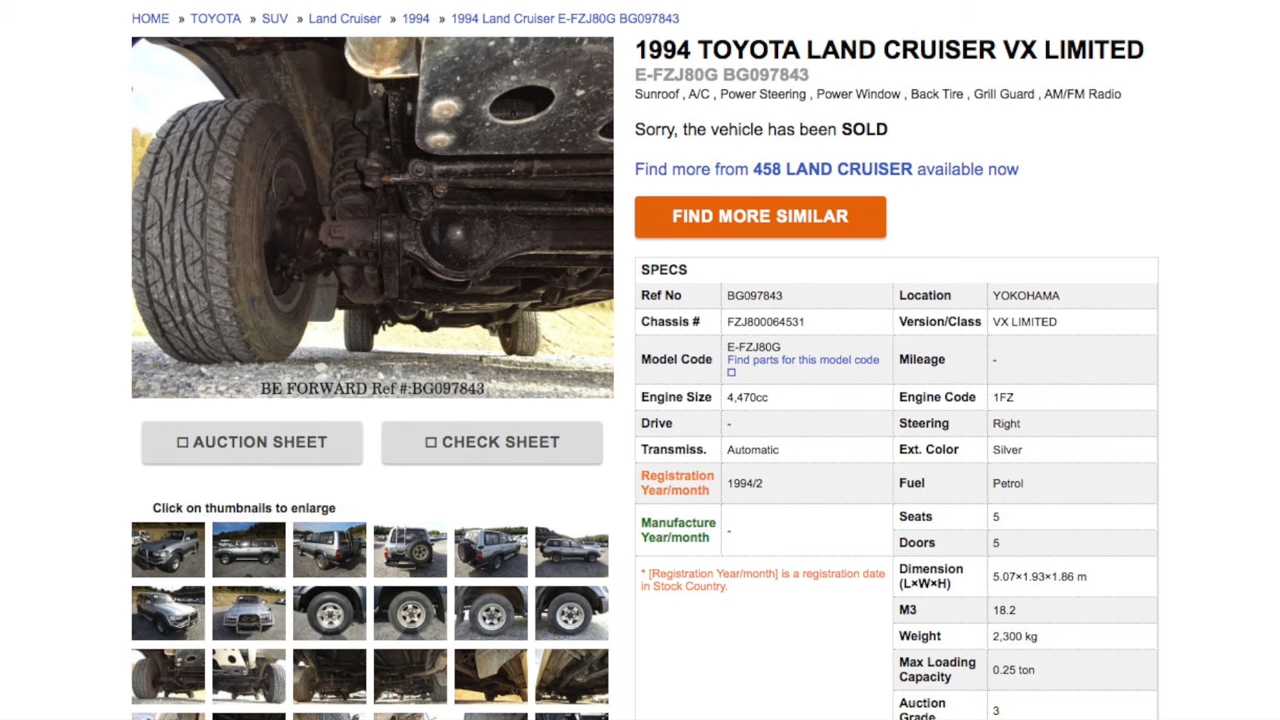 HOME » TOYOTA » SUV » Land Cruiser » 1994 » 1994 Land Cruiser E-FZJ80G BG097843
1994 TOYOTA LAND CRUISER VX LIMITED
E-FZJ80G BG097843
Sunroof , A/C , Power Steering , Power Window , Back Tire , Grill Guard , AM/FM Radio
Sorry, the vehicle has been SOLD
Find more from 458 LAND CRUISER available now
FIND MORE SIMILAR
BE FORWARD Ref #:BG097843
AUCTION SHEET
CHECK SHEET
Click on thumbnails to enlarge
SPECS
Ref No BG097843 Location YOKOHAMA
Chassis # FZJ800064531 Version/Class VX LIMITED
Model Code E-FZJ80G
Find parts for this model code
Mileage -
Engine Size 4,470cc Engine Code 1FZ
Drive - Steering Right
Transmiss. Automatic Ext. Color Silver
Registration
Year/month 1994/2 Fuel Petrol
Manufacture
Year/month -
Seats 5
Doors 5
* [Registration Year/month] is a registration date
in Stock Country.
Dimension
(L×W×H) 5.07×1.93×1.86 m
M3 18.2
Weight 2,300 kg
Max Loading
Capacity 0.25 ton
Auction
Grade 3